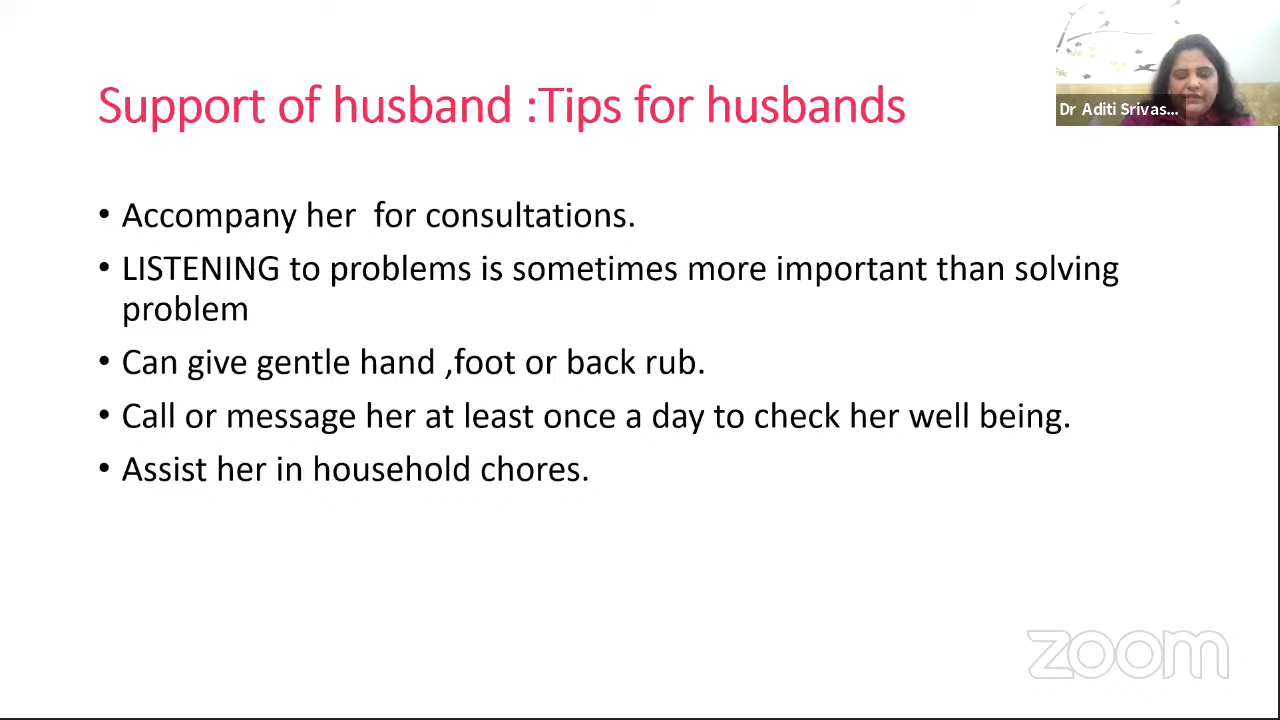 Support of husband :Tips for husbands
Dr Aditi Srivas...
• Accompany her  for consultations.
• LISTENING to problems is sometimes more important than solving
problem
• Can give gentle hand ,foot or back rub.
• Call or message her at least once a day to check her well being.
• Assist her in household chores.
zoom